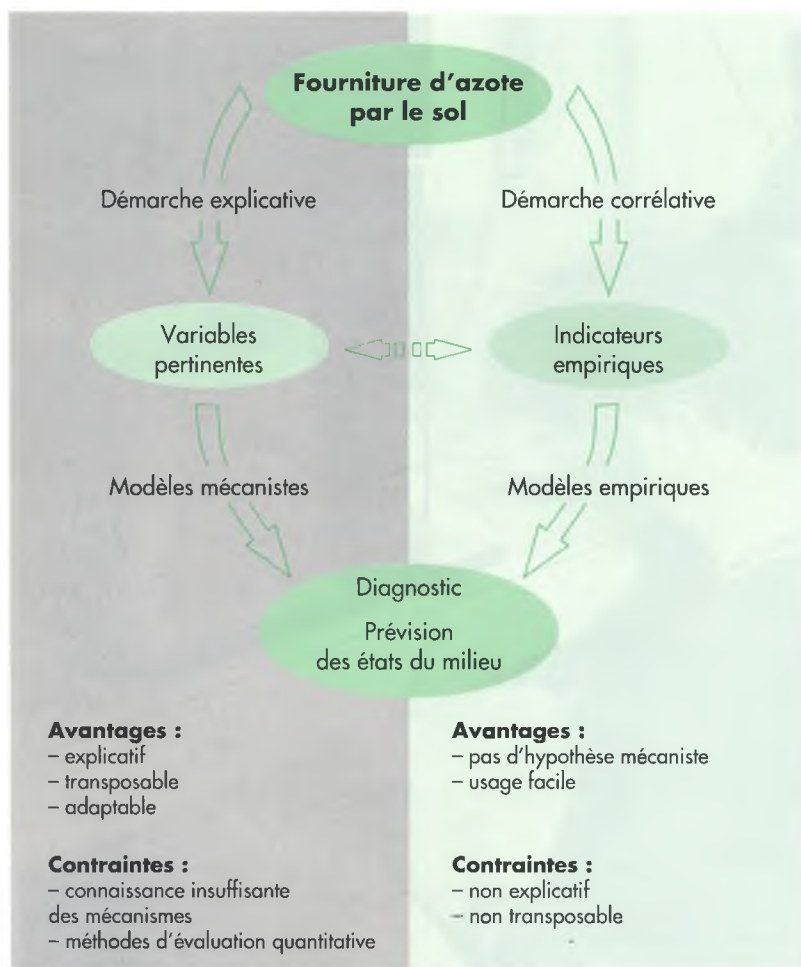 Fourniture d'azote
par le sol
Démarche explicative
Démarche corrélative
Variables
pertinentes
Indicateurs
empiriques
Modèles mécanistes
Modèles empiriques
Diagnostic
Prévision
des états du milieu
Avantages :
– explicatif
– transposable
– adaptable
Contraintes :
– connaissance insuffisante
des mécanismes
– méthodes d'évaluation quantitative
Avantages :
– pas d'hypothèse mécaniste
– usage facile
Contraintes :
– non explicatif
– non transposable